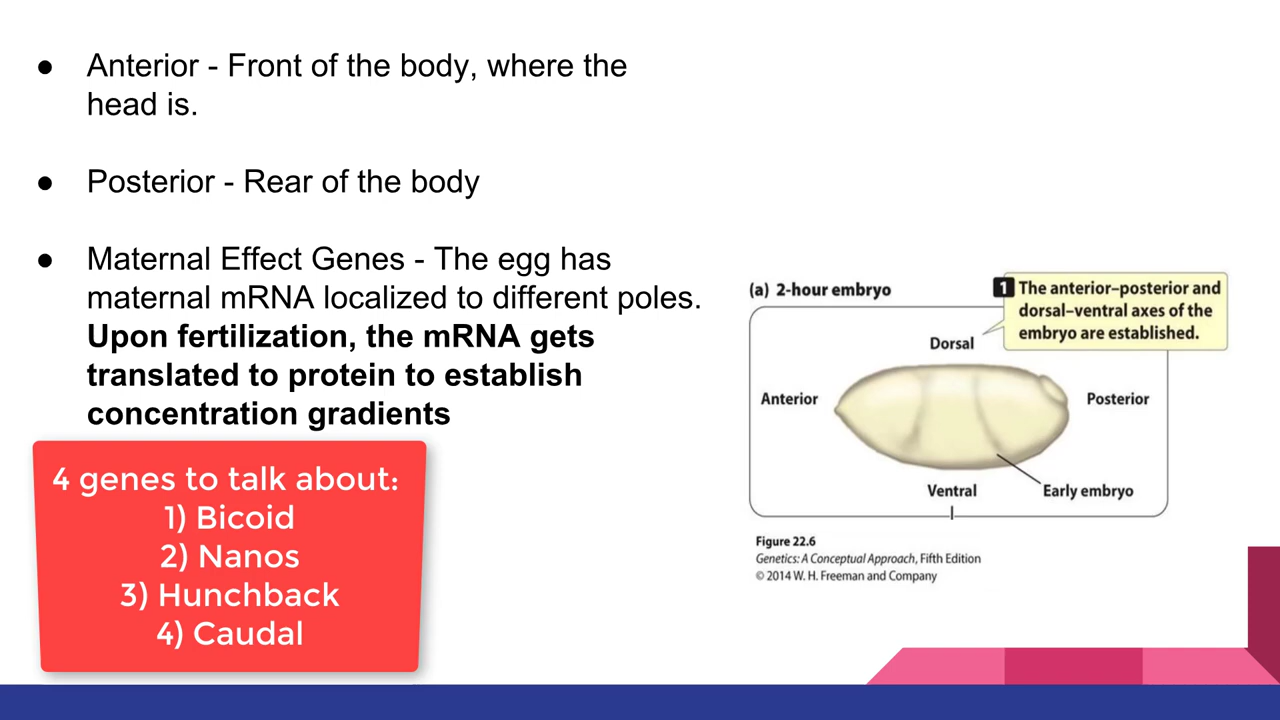 ● Anterior - Front of the body, where the
head is.
● Posterior - Rear of the body
● Maternal Effect Genes - The egg has
maternal mRNA localized to different poles.
Upon fertilization, the mRNA gets
translated to protein to establish
concentration gradients
4 genes to talk about:
1) Bicoid
2) Nanos
3) Hunchback
4) Caudal
(a) 2-hour embryo
1 The anterior–posterior and
dorsal–ventral axes of the
embryo are established.
Dorsal
Anterior
Posterior
Ventral
Early embryo
Figure 22.6
Genetics: A Conceptual Approach, Fifth Edition
© 2014 W. H. Freeman and Company